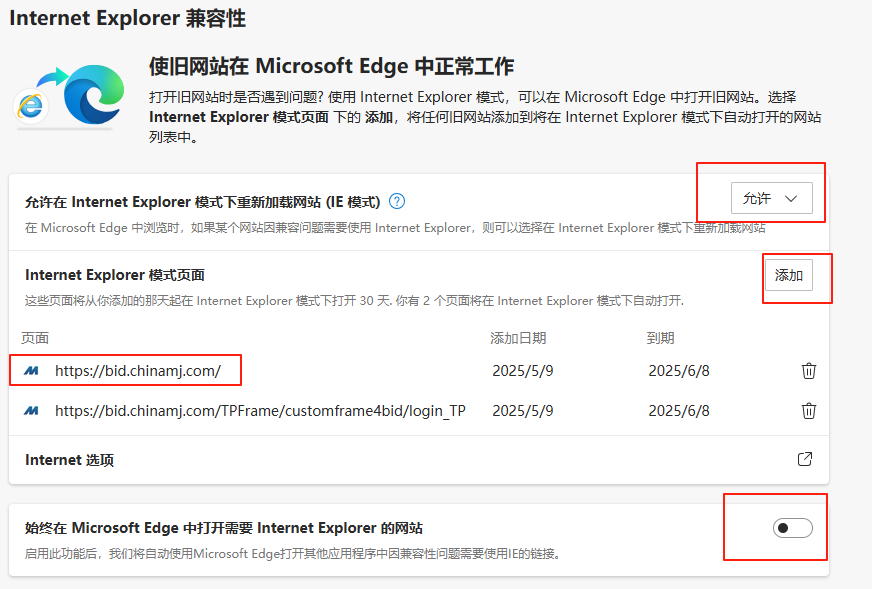 Internet Explorer 兼容性
使旧网站在 Microsoft Edge 中正常工作
打开旧网站时是否遇到问题? 使用 Internet Explorer 模式，可以在 Microsoft Edge 中打开旧网站。选择
Internet Explorer 模式页面 下的 添加，将任何旧网站添加到将在 Internet Explorer 模式下自动打开的网站
列表中。
允许在 Internet Explorer 模式下重新加载网站 (IE 模式) ?
允许
在 Microsoft Edge 中浏览时，如果某个网站因兼容问题需要使用 Internet Explorer，则可以选择在 Internet Explorer 模式下重新加载网站
Internet Explorer 模式页面
添加
这些页面将从你添加的那天起在 Internet Explorer 模式下打开 30 天. 你有 2 个页面将在 Internet Explorer 模式下自动打开.
页面 添加日期 到期
https://bid.chinamj.com/ 2025/5/9 2025/6/8
https://bid.chinamj.com/TPFrame/customframe4bid/login_TP 2025/5/9 2025/6/8
Internet 选项
始终在 Microsoft Edge 中打开需要 Internet Explorer 的网站
启用此功能后，我们将自动使用Microsoft Edge打开其他应用程序中因兼容性问题需要使用IE的链接。